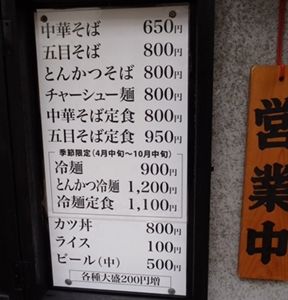 中華そば 650円
五目そば 800円
とんかつそば 800円
チャーシュー麺 800円
中華そば定食 800円
五目そば定食 950円
季節限定(4月中旬～10月中旬)
冷麺 900円
とんかつ冷麺 1,200円
冷麺定食 1,100円
カツ丼 800円
ライス 100円
ビール(中) 500円
各種大盛200円増
営業中